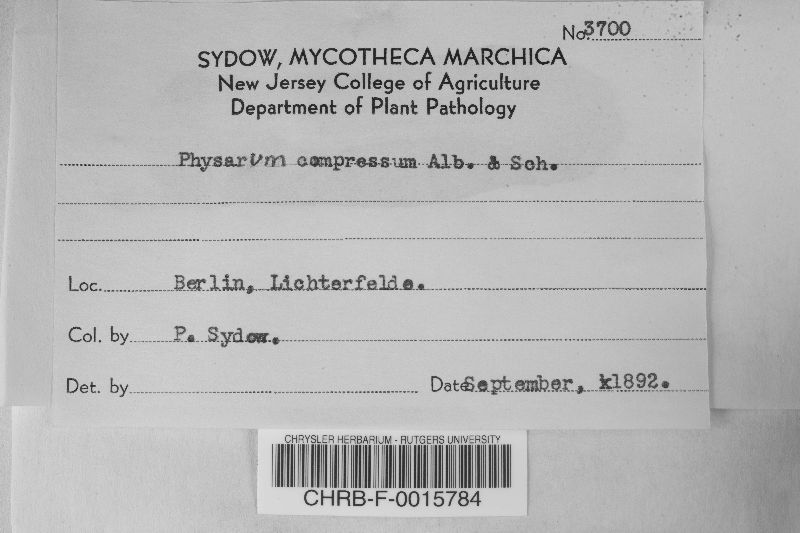 No. 3700
SYDOW, MYCOTHECA MARCHICA
New Jersey College of Agriculture
Department of Plant Pathology
Physarum compressum Alb. & Sch.
Loc. Berlin, Lichterfelde.
Col. by P. Sydow.
Det. by
Date September, 1892.
CHRYSLER HERBARIUM - RUTGERS UNIVERSITY
CHRB-F-0015784